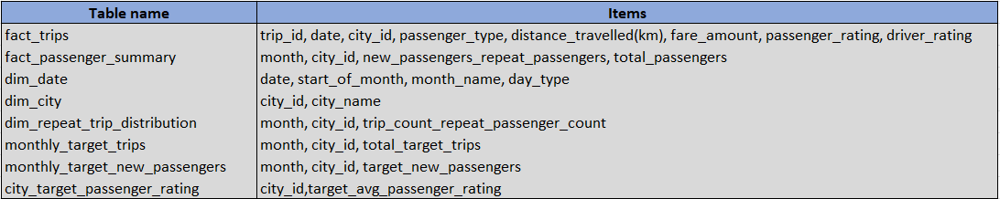 Table name Items
fact_trips trip_id, date, city_id, passenger_type, distance_travelled(km), fare_amount, passenger_rating, driver_rating
fact_passenger_summary month, city_id, new_passengers_repeat_passengers, total_passengers
dim_date date, start_of_month, month_name, day_type
dim_city city_id, city_name
dim_repeat_trip_distribution month, city_id, trip_count_repeat_passenger_count
monthly_target_trips month, city_id, total_target_trips
monthly_target_new_passengers month, city_id, target_new_passengers
city_target_passenger_rating city_id,target_avg_passenger_rating